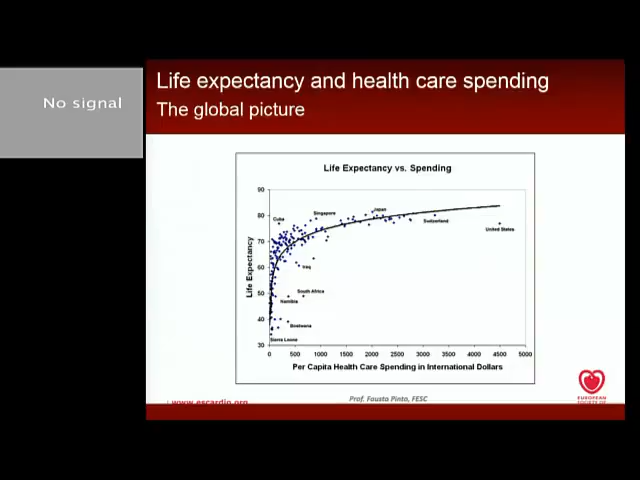 No signal
Life expectancy and health care spending
The global picture
Life Expectancy vs. Spending
Life Expectancy
90
80
70
60
50
40
30
Cuba
Singapore
Japan
Switzerland
United States
Iraq
South Africa
Namibia
Botswana
Sierra Leone
0 500 1000 1500 2000 2500 3000 3500 4000 4500 5000
Per Capita Health Care Spending in International Dollars
www.escardio.org
Prof. Fausto Pinto, FESC
EUROPEAN
SOCIETY OF